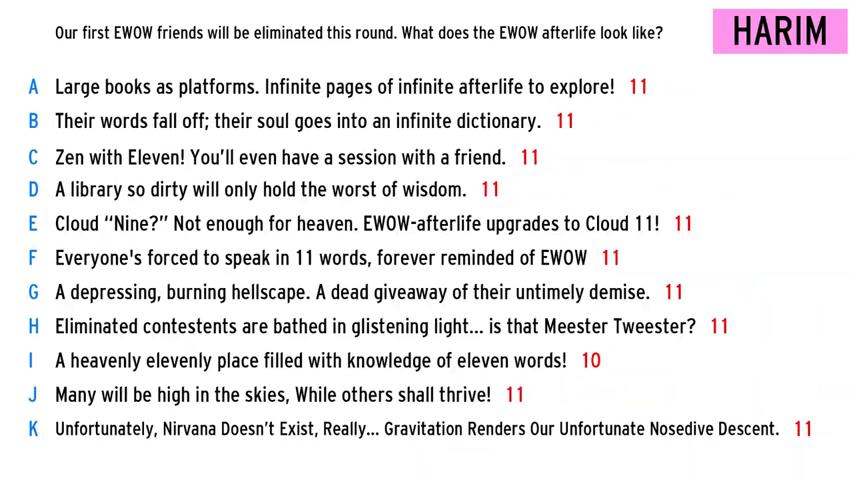 Our first EWOW friends will be eliminated this round. What does the EWOW afterlife look like?
HARIM
A Large books as platforms. Infinite pages of infinite afterlife to explore! 11
B Their words fall off; their soul goes into an infinite dictionary. 11
C Zen with Eleven! You’ll even have a session with a friend. 11
D A library so dirty will only hold the worst of wisdom. 11
E Cloud “Nine?” Not enough for heaven. EWOW-afterlife upgrades to Cloud 11! 11
F Everyone's forced to speak in 11 words, forever reminded of EWOW 11
G A depressing, burning hellscape. A dead giveaway of their untimely demise. 11
H Eliminated contestents are bathed in glistening light... is that Meester Tweester? 11
I A heavenly elevenly place filled with knowledge of eleven words! 10
J Many will be high in the skies, While others shall thrive! 11
K Unfortunately, Nirvana Doesn’t Exist, Really... Gravitation Renders Our Unfortunate Nosedive Descent. 11